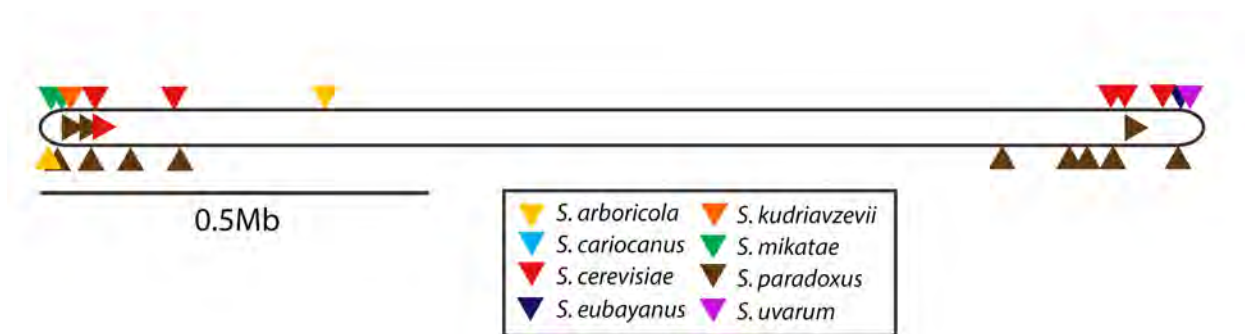 0.5Mb
S. arboricola
S. kudriavzevii
S. cariocanus
S. mikatae
S. cerevisiae
S. paradoxus
S. eubayanus
S. uvarum